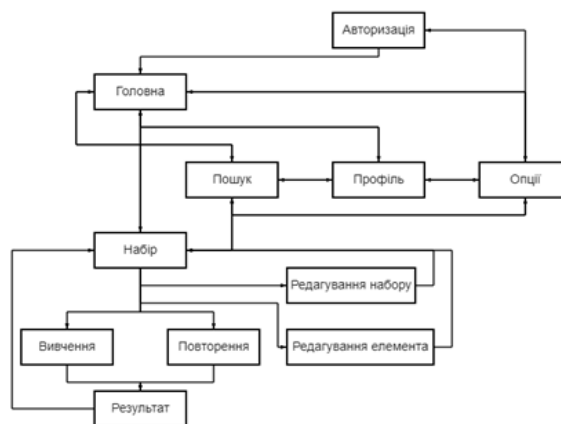 Авторизація
Головна
Пошук
Профіль
Опції
Набір
Редагування набору
Вивчення
Повторення
Редагування елемента
Результат